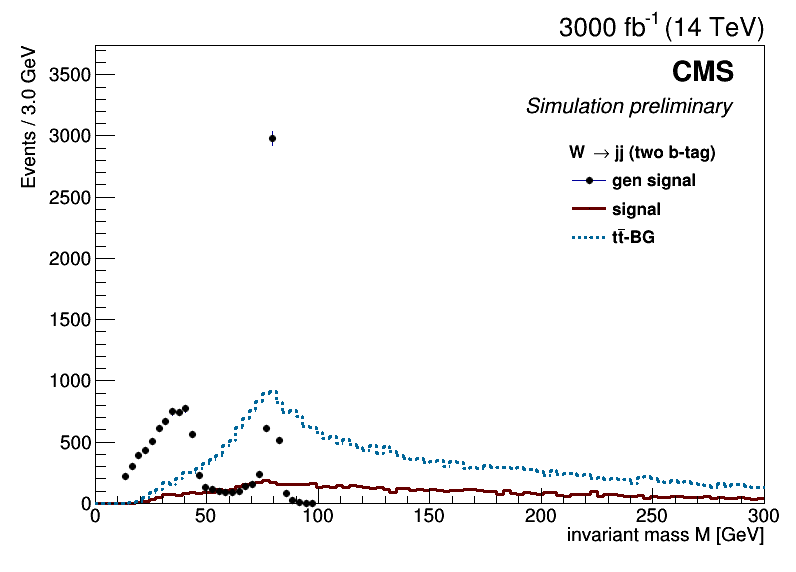 3000 fb-1 (14 TeV)
CMS
Simulation preliminary
W → jj (two b-tag)
gen signal
signal
tt̄-BG
Events / 3.0 GeV
3500
3000
2500
2000
1500
1000
500
0
0 50 100 150 200 250 300
invariant mass M [GeV]